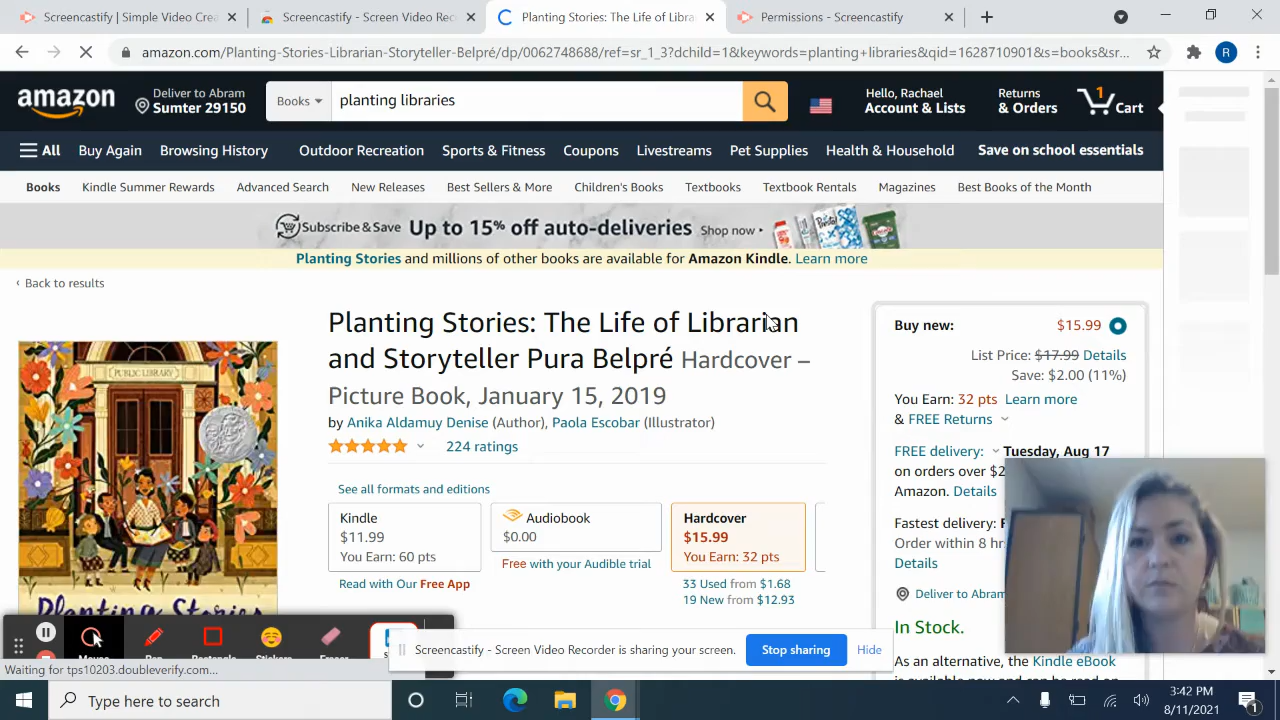 Screencastify | Simple Video Crea
Screencastify - Screen Video Rec
Planting Stories: The Life of Libra
Permissions - Screencastify
amazon.com/Planting-Stories-Librarian-Storyteller-Belpré/dp/0062748688/ref=sr_1_3?dchild=1&keywords=planting+libraries&qid=1628710901&s=books&sr...
R
amazon
Deliver to Abram
Sumter 29150
Books
planting libraries
Hello, Rachael
Account & Lists
Returns
& Orders
1
Cart
All
Buy Again
Browsing History
Outdoor Recreation
Sports & Fitness
Coupons
Livestreams
Pet Supplies
Health & Household
Save on school essentials
Books
Kindle Summer Rewards
Advanced Search
New Releases
Best Sellers & More
Children's Books
Textbooks
Textbook Rentals
Magazines
Best Books of the Month
Subscribe & Save Up to 15% off auto-deliveries Shop now
Planting Stories and millions of other books are available for Amazon Kindle. Learn more
‹ Back to results
Planting Stories: The Life of Librarian
and Storyteller Pura Belpré Hardcover –
Picture Book, January 15, 2019
by Anika Aldamuy Denise (Author), Paola Escobar (Illustrator)
224 ratings
See all formats and editions
Kindle
$11.99
You Earn: 60 pts
Read with Our Free App
Audiobook
$0.00
Free with your Audible trial
Hardcover
$15.99
You Earn: 32 pts
33 Used from $1.68
19 New from $12.93
PUBLIC LIBRARY
Planting Stories
Buy new:
$15.99
List Price: $17.99 Details
Save: $2.00 (11%)
You Earn: 32 pts Learn more
& FREE Returns
FREE delivery: Tuesday, Aug 17
on orders over $2
Amazon. Details
Fastest delivery:
Order within 8 hr
Details
Deliver to Abram
In Stock.
As an alternative, the Kindle eBook
Screencastify - Screen Video Recorder is sharing your screen.
Stop sharing
Hide
Waiting for tps10203.doubleverify.com...
Type here to search
3:42 PM
8/11/2021
1